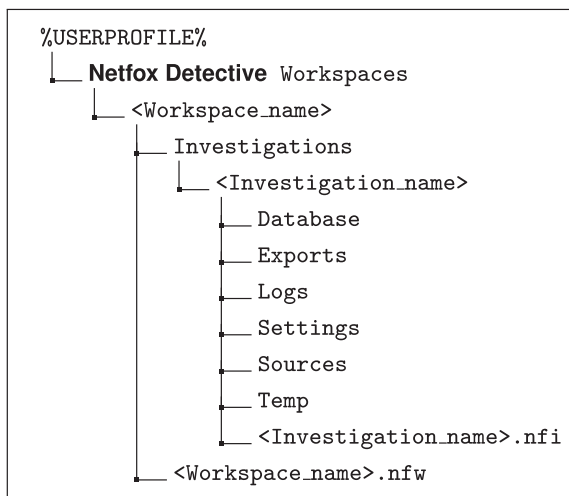 %USERPROFILE%
Netfox Detective Workspaces
<Workspace_name>
Investigations
<Investigation_name>
Database
Exports
Logs
Settings
Sources
Temp
<Investigation_name>.nfi
<Workspace_name>.nfw